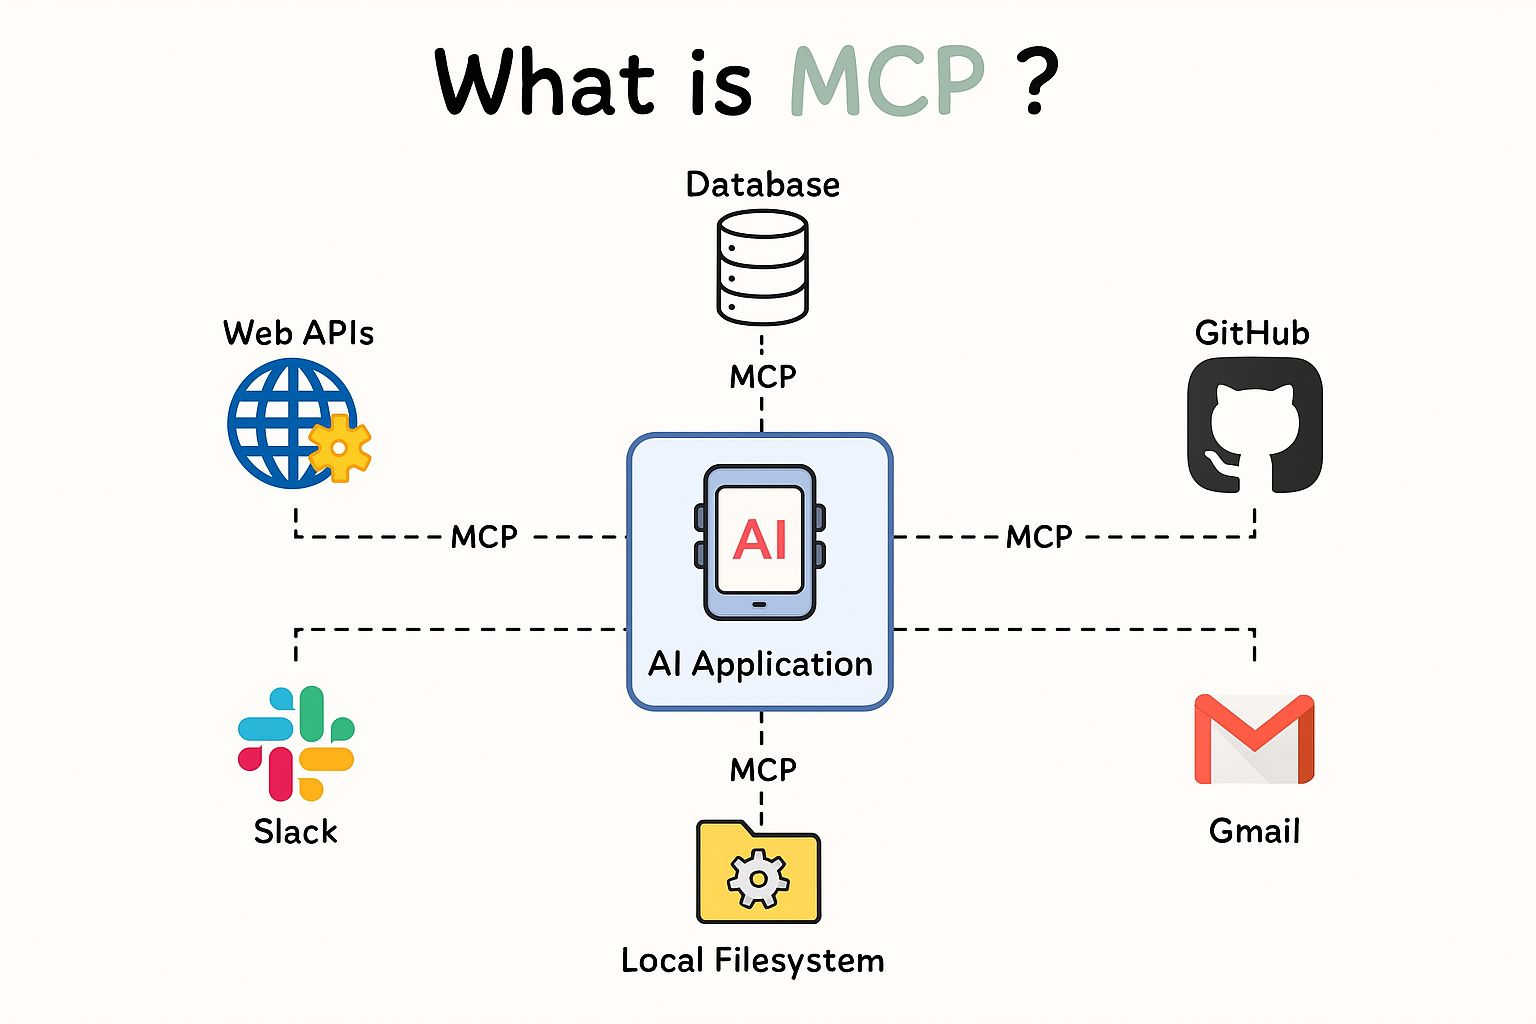 What is MCP ?
Database
Web APIs
GitHub
MCP
MCP
MCP
AI
AI Application
MCP
Slack
Gmail
Local Filesystem